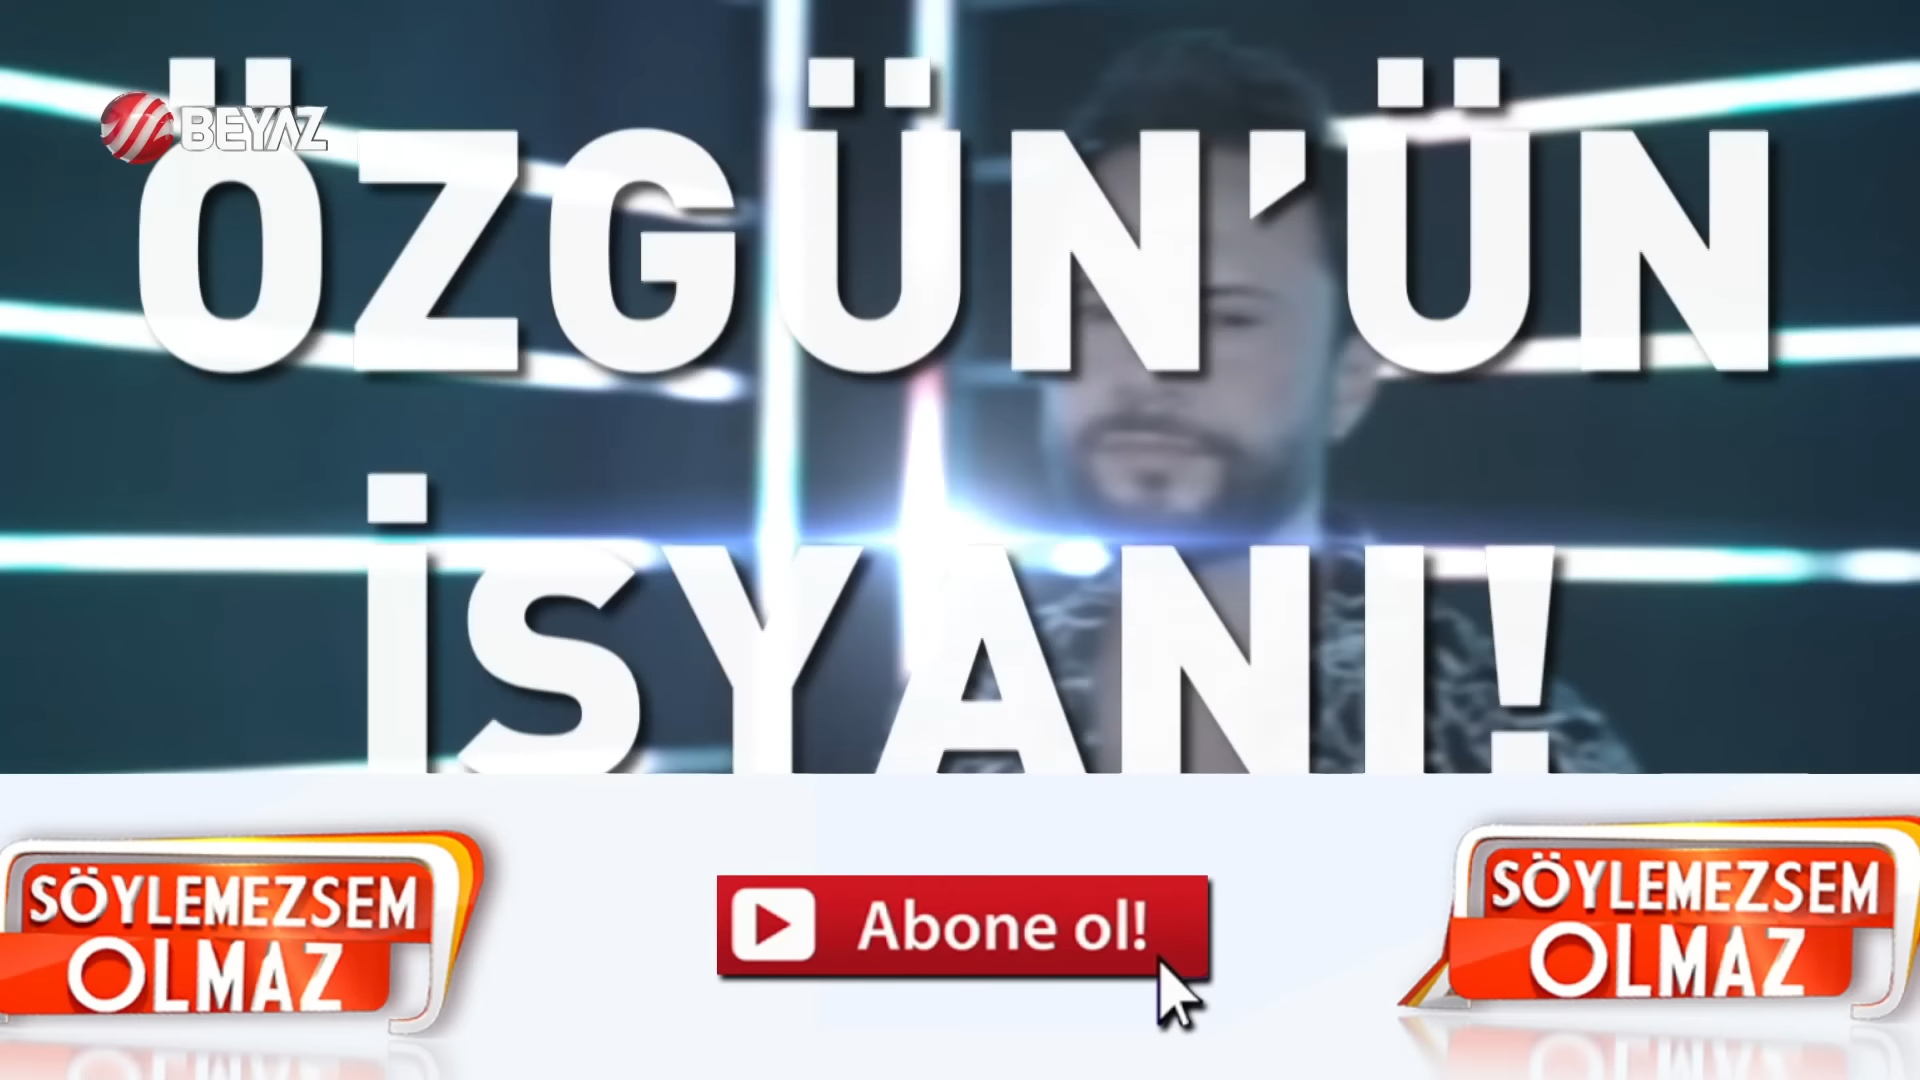 BEYAZ
ÖZGÜN'ÜN
İSYANI!
SÖYLEMEZSEM
OLMAZ
Abone ol!
SÖYLEMEZSEM
OLMAZ